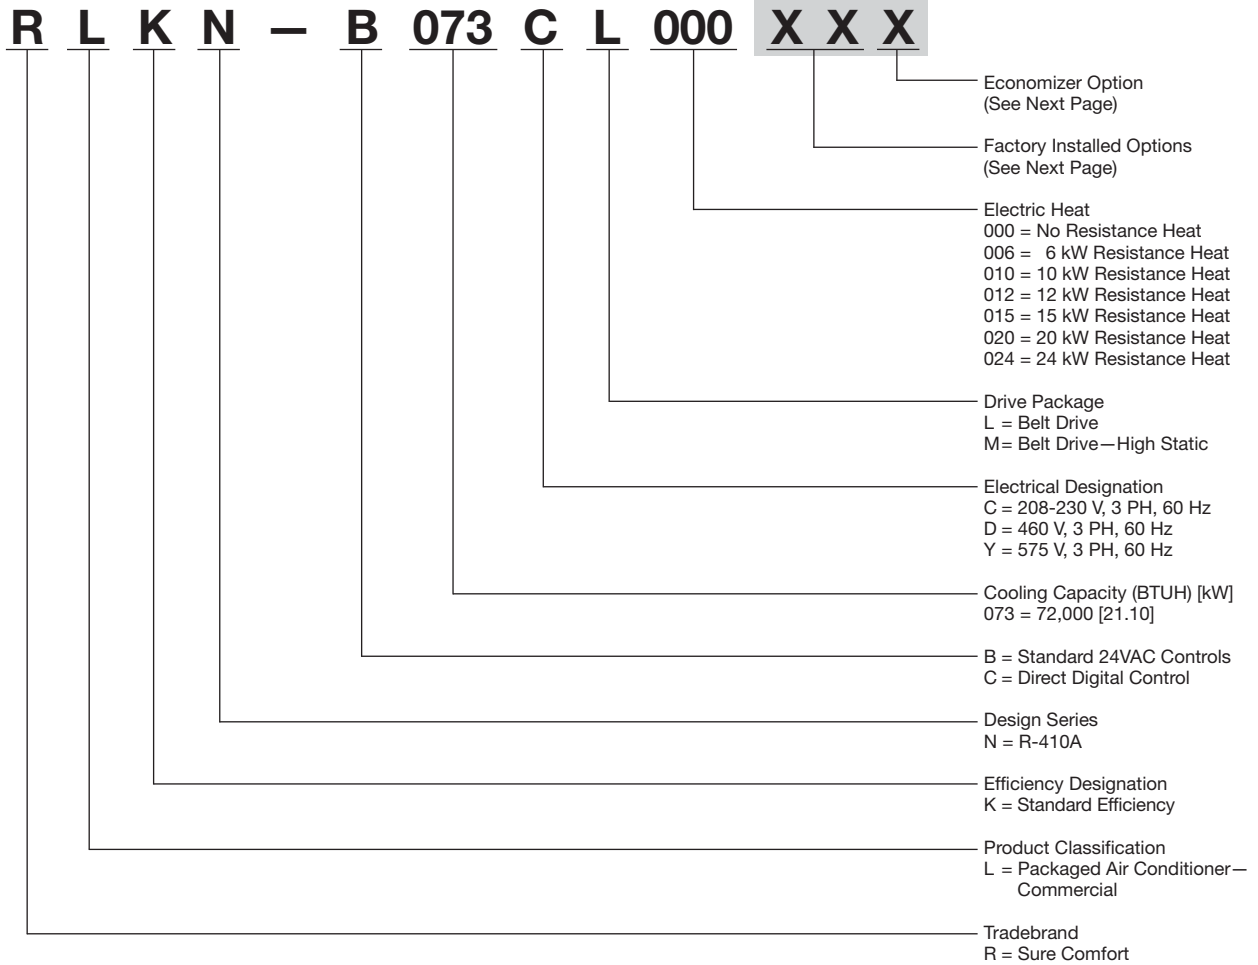 R L K N — B 073 C L 000 X X X
Economizer Option
(See Next Page)
Factory Installed Options
(See Next Page)
Electric Heat
000 = No Resistance Heat
006 = 6 kW Resistance Heat
010 = 10 kW Resistance Heat
012 = 12 kW Resistance Heat
015 = 15 kW Resistance Heat
020 = 20 kW Resistance Heat
024 = 24 kW Resistance Heat
Drive Package
L = Belt Drive
M= Belt Drive—High Static
Electrical Designation
C = 208-230 V, 3 PH, 60 Hz
D = 460 V, 3 PH, 60 Hz
Y = 575 V, 3 PH, 60 Hz
Cooling Capacity (BTUH) [kW]
073 = 72,000 [21.10]
B = Standard 24VAC Controls
C = Direct Digital Control
Design Series
N = R-410A
Efficiency Designation
K = Standard Efficiency
Product Classification
L = Packaged Air Conditioner—
Commercial
Tradebrand
R = Sure Comfort